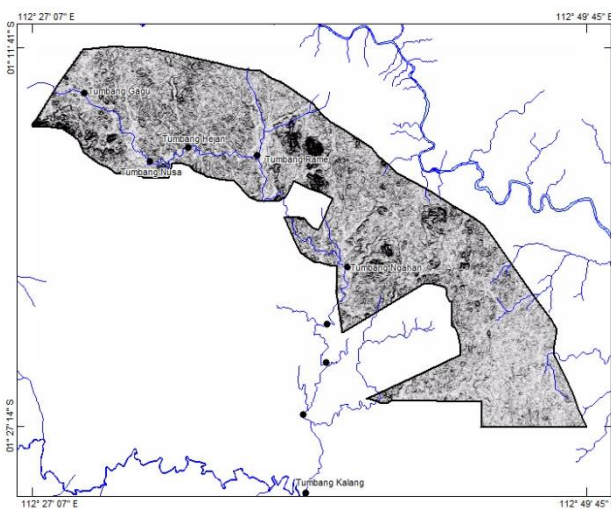 112° 27' 07" E
112° 49' 45" E
01° 11' 41" S
Tumbang Gagu
Tumbang Hejan
Tumbang Rame
Tumbang Nusa
Tumbang Ngahan
01° 27' 14" S
Tumbang Kalang
112° 27' 07" E
112° 49' 45" E